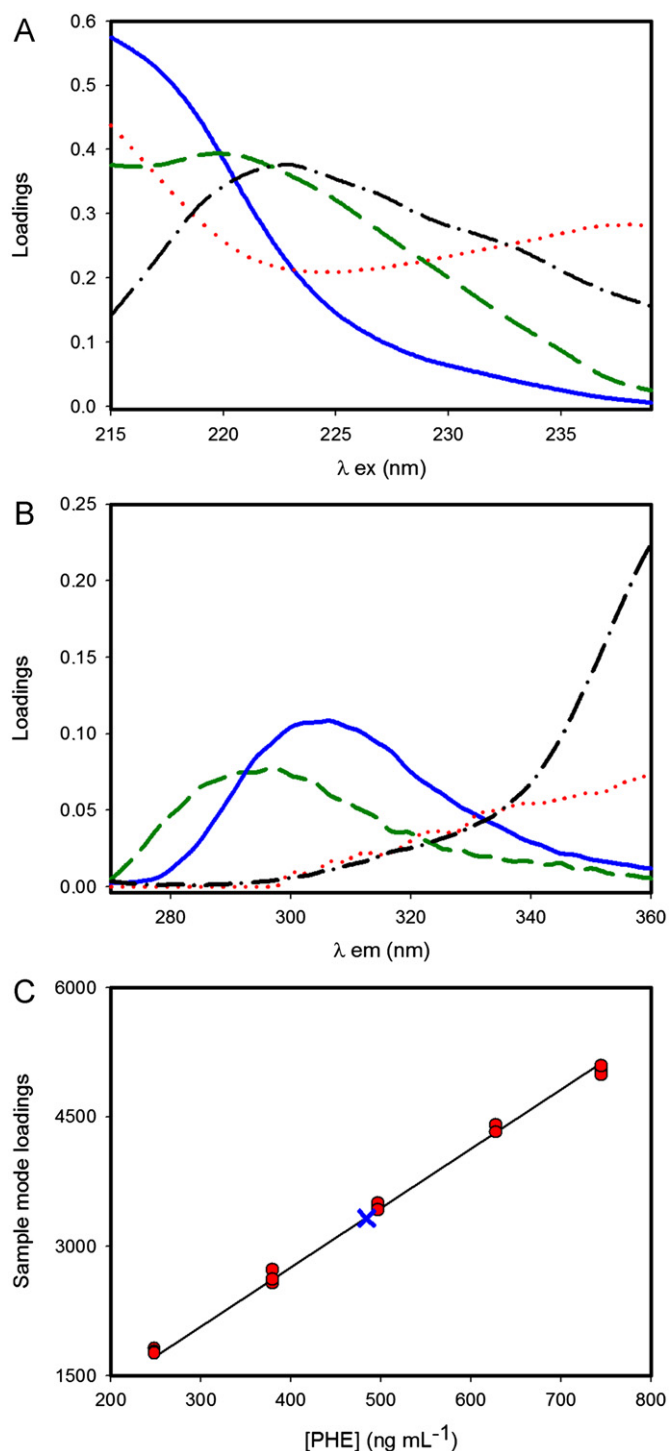 A
0.6
0.5
0.4
0.3
0.2
0.1
0.0
Loadings
215 220 225 230 235
λ ex (nm)
B
0.25
0.20
0.15
0.10
0.05
0.00
Loadings
280 300 320 340 360
λ em (nm)
C
6000
4500
3000
1500
Sample mode loadings
200 300 400 500 600 700 800
[PHE] (ng mL⁻¹)